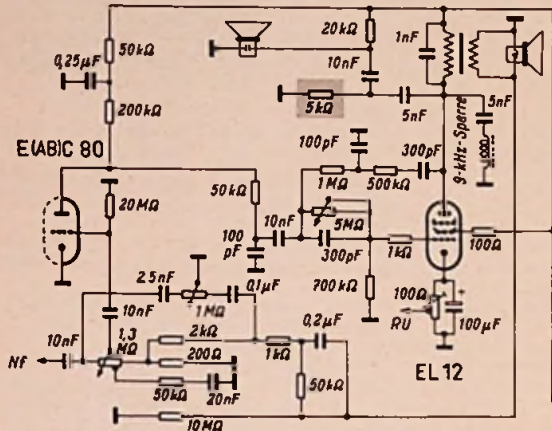 50kΩ
0,25µF
200kΩ
E(AB)C 80
20MΩ
10nF
2,5nF
1MΩ
0,1µF
10nF
Nf
1,3
MΩ
2kΩ
200Ω
50kΩ
20nF
10MΩ
1kΩ
0,2µF
50kΩ
50kΩ
100
pF
10nF
20kΩ
10nF
5kΩ
5nF
100pF
300pF
1MΩ
500kΩ
5MΩ
300pF
700kΩ
1kΩ
1nF
5nF
9-kHz-Sperre
100Ω
100Ω
RU
+
100µF
EL 12